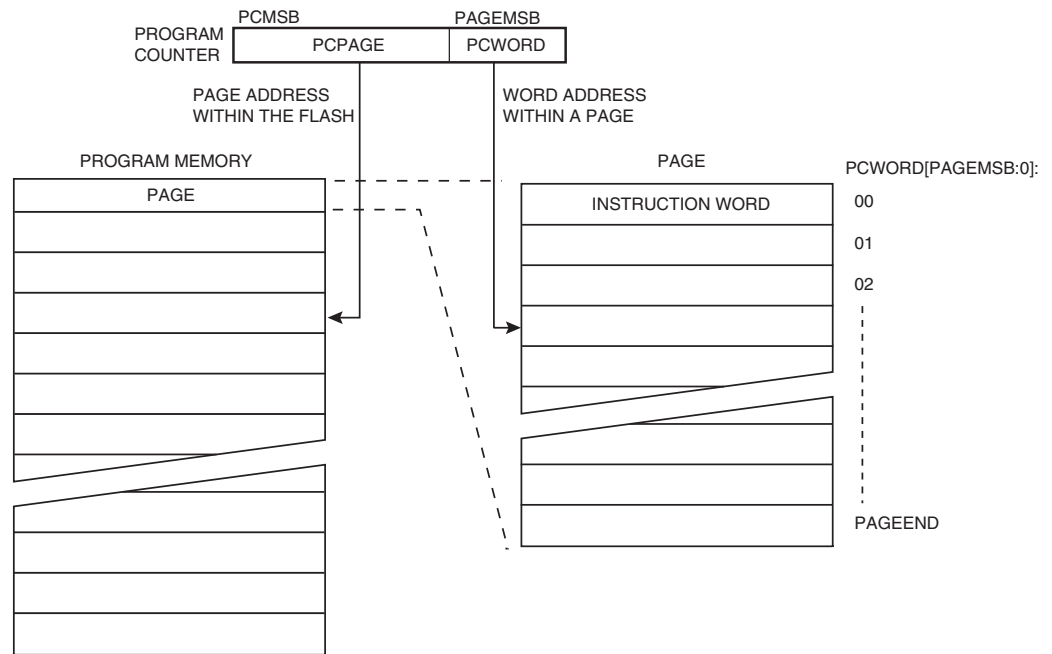 PCMSB
PAGEMSB
PROGRAM
COUNTER
PCPAGE
PCWORD
PAGE ADDRESS
WITHIN THE FLASH
WORD ADDRESS
WITHIN A PAGE
PROGRAM MEMORY
PAGE
PAGE
PCWORD[PAGEMSB:0]:
INSTRUCTION WORD
00
01
02
PAGEEND